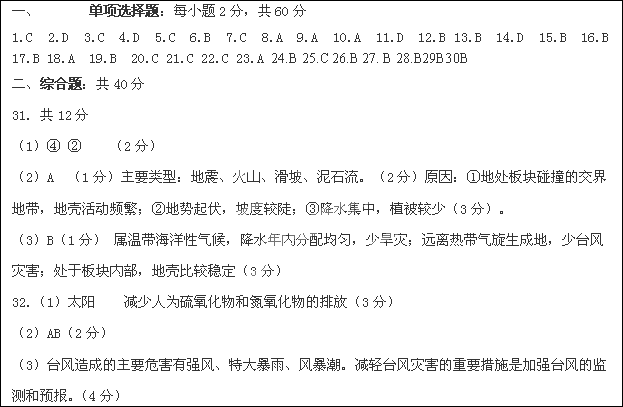 一、 单项选择题：每小题2分，共60分
1.C 2.D 3.C 4.D 5.C 6.B 7.C 8.A 9.A 10.A 11.D 12.B 13.B 14.D 15.B 16.B
17.B 18.A 19.B 20.C 21.C 22.C 23.A 24.B 25.C 26.B 27.B 28.B29B30B
二、综合题：共40分
31. 共12分
（1）④ ② （2分）
（2）A （1分）主要类型：地震、火山、滑坡、泥石流。（2分）原因：①地处板块碰撞的交界
地带，地壳活动频繁；②地势起伏，坡度较陡；③降水集中，植被较少（3分）。
（3）B（1分） 属温带海洋性气候，降水年内分配均匀，少旱灾；远离热带气旋生成地，少台风
灾害；处于板块内部，地壳比较稳定（3分）
32.（1）太阳 减少人为硫氧化物和氮氧化物的排放（3分）
（2）AB（2分）
（3）台风造成的主要危害有强风、特大暴雨、风暴潮。减轻台风灾害的重要措施是加强台风的监
测和预报。（4分）